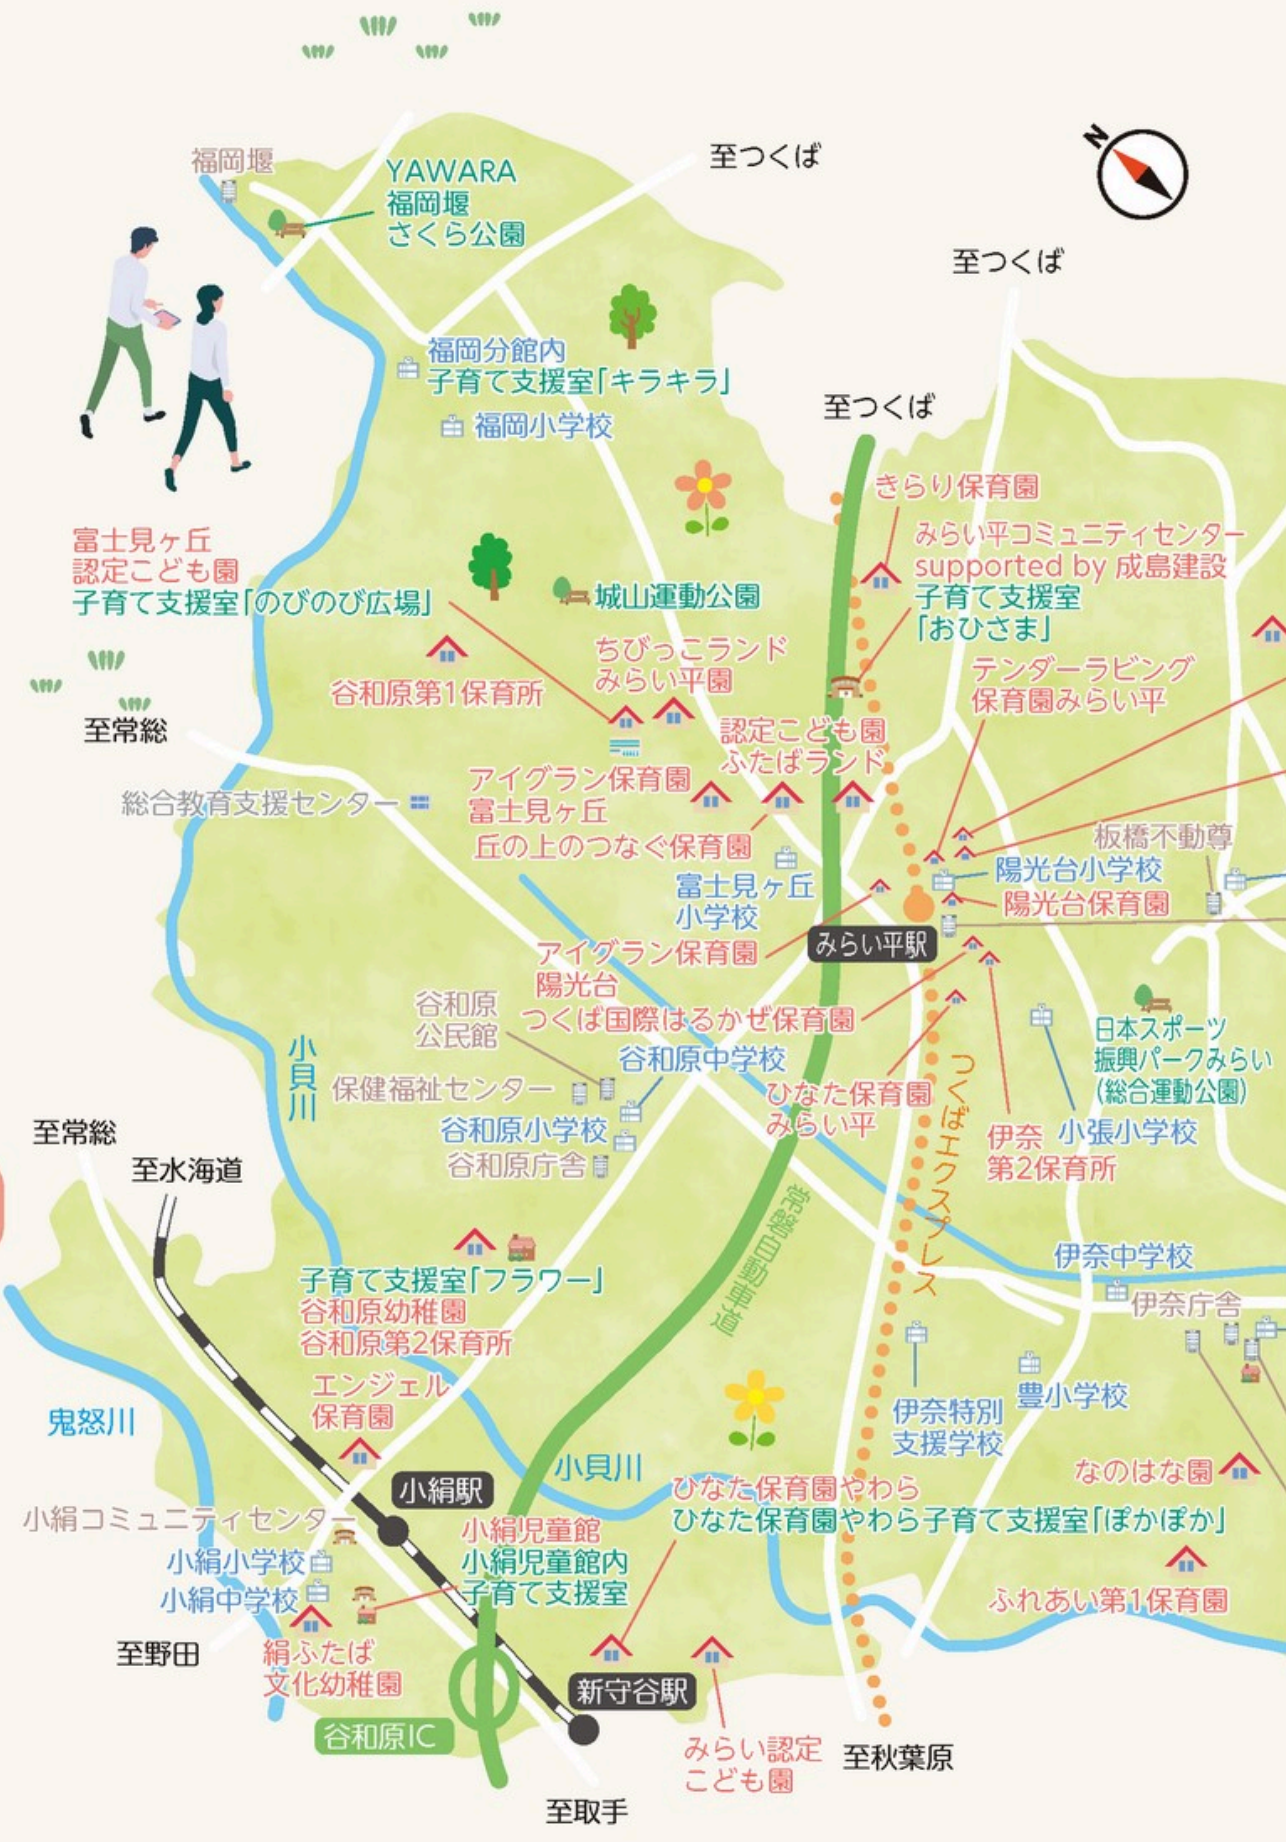 N
福岡堰
YAWARA
福岡堰
さくら公園
至つくば
至つくば
福岡分館内
子育て支援室「キラキラ」
福岡小学校
至つくば
きらり保育園
みらい平コミュニティセンター
supported by 成島建設
子育て支援室
「おひさま」
富士見ヶ丘
認定こども園
子育て支援室「のびのび広場」
城山運動公園
ちびっこランド
みらい平園
谷和原第1保育所
テンダーラビング
保育園みらい平
至常総
認定こども園
ふたばランド
総合教育支援センター
アイグラン保育園
富士見ヶ丘
丘の上のつなぐ保育園
板橋不動尊
陽光台小学校
陽光台保育園
富士見ヶ丘
小学校
みらい平駅
アイグラン保育園
陽光台
谷和原
公民館
つくば国際はるかぜ保育園
日本スポーツ
振興パークみらい
(総合運動公園)
小貝川
谷和原中学校
保健福祉センター
ひなた保育園
みらい平
つくばエクスプレス
谷和原小学校
谷和原庁舎
伊奈
第2保育所
小張小学校
至常総
至水海道
常磐自動車道
子育て支援室「フラワー」
谷和原幼稚園
谷和原第2保育所
伊奈中学校
伊奈庁舎
エンジェル
保育園
鬼怒川
伊奈特別
支援学校
豊小学校
小貝川
小絹駅
なのはな園
ひなた保育園やわら
ひなた保育園やわら子育て支援室「ぽかぽか」
小絹コミュニティセンター
小絹児童館
小絹児童館内
子育て支援室
小絹小学校
小絹中学校
ふれあい第1保育園
至野田
絹ふたば
文化幼稚園
新守谷駅
谷和原IC
みらい認定
こども園
至秋葉原
至取手